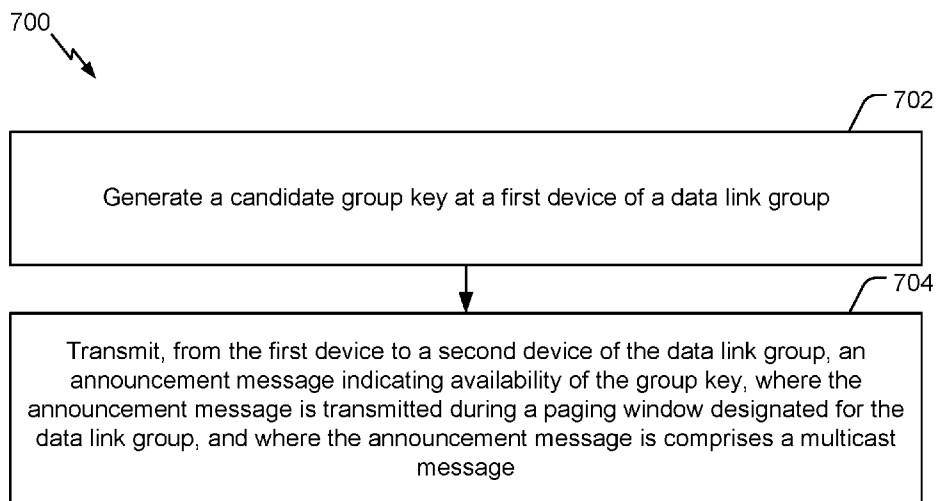 700
702
Generate a candidate group key at a first device of a data link group
704
Transmit, from the first device to a second device of the data link group, an
announcement message indicating availability of the group key, where the
announcement message is transmitted during a paging window designated for the
data link group, and where the announcement message is comprises a multicast
message